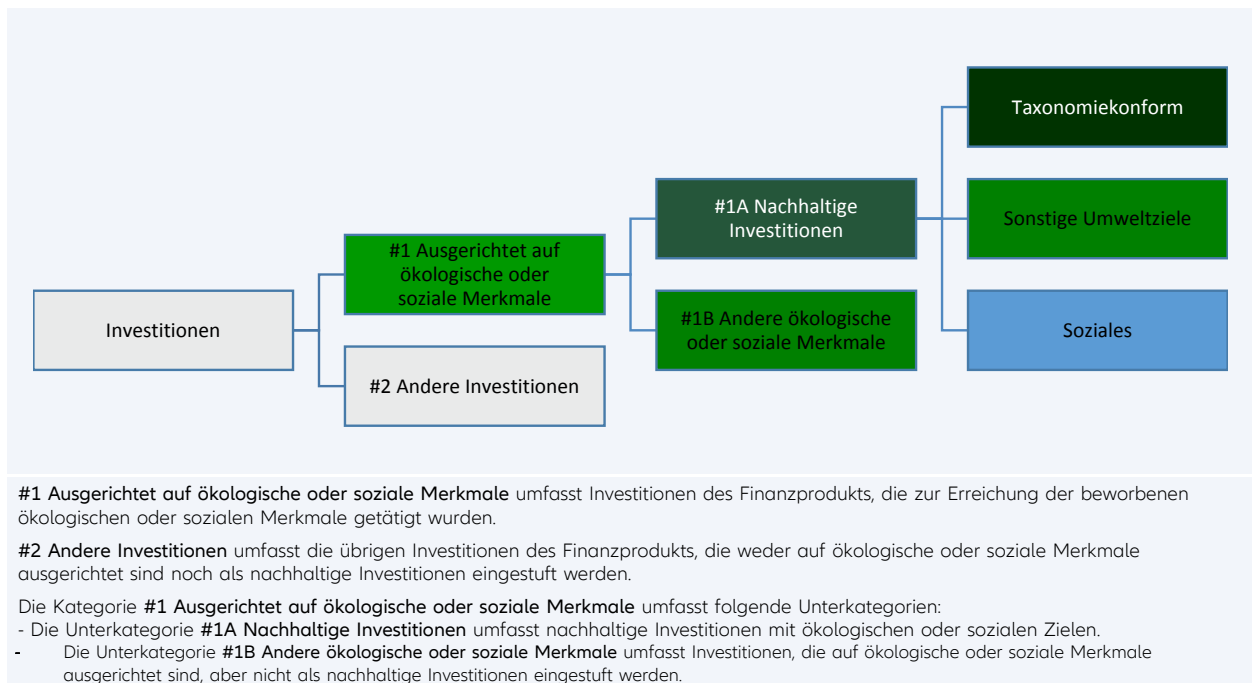 Taxonomiekonform
#1A Nachhaltige
Investitionen
Sonstige Umweltziele
#1 Ausgerichtet auf
ökologische oder
soziale Merkmale
Investitionen
#1B Andere ökologische
oder soziale Merkmale
Soziales
#2 Andere Investitionen
#1 Ausgerichtet auf ökologische oder soziale Merkmale umfasst Investitionen des Finanzprodukts, die zur Erreichung der beworbenen
ökologischen oder sozialen Merkmale getätigt wurden.
#2 Andere Investitionen umfasst die übrigen Investitionen des Finanzprodukts, die weder auf ökologische oder soziale Merkmale
ausgerichtet sind noch als nachhaltige Investitionen eingestuft werden.
Die Kategorie #1 Ausgerichtet auf ökologische oder soziale Merkmale umfasst folgende Unterkategorien:
- Die Unterkategorie #1A Nachhaltige Investitionen umfasst nachhaltige Investitionen mit ökologischen oder sozialen Zielen.
- Die Unterkategorie #1B Andere ökologische oder soziale Merkmale umfasst Investitionen, die auf ökologische oder soziale Merkmale
ausgerichtet sind, aber nicht als nachhaltige Investitionen eingestuft werden.